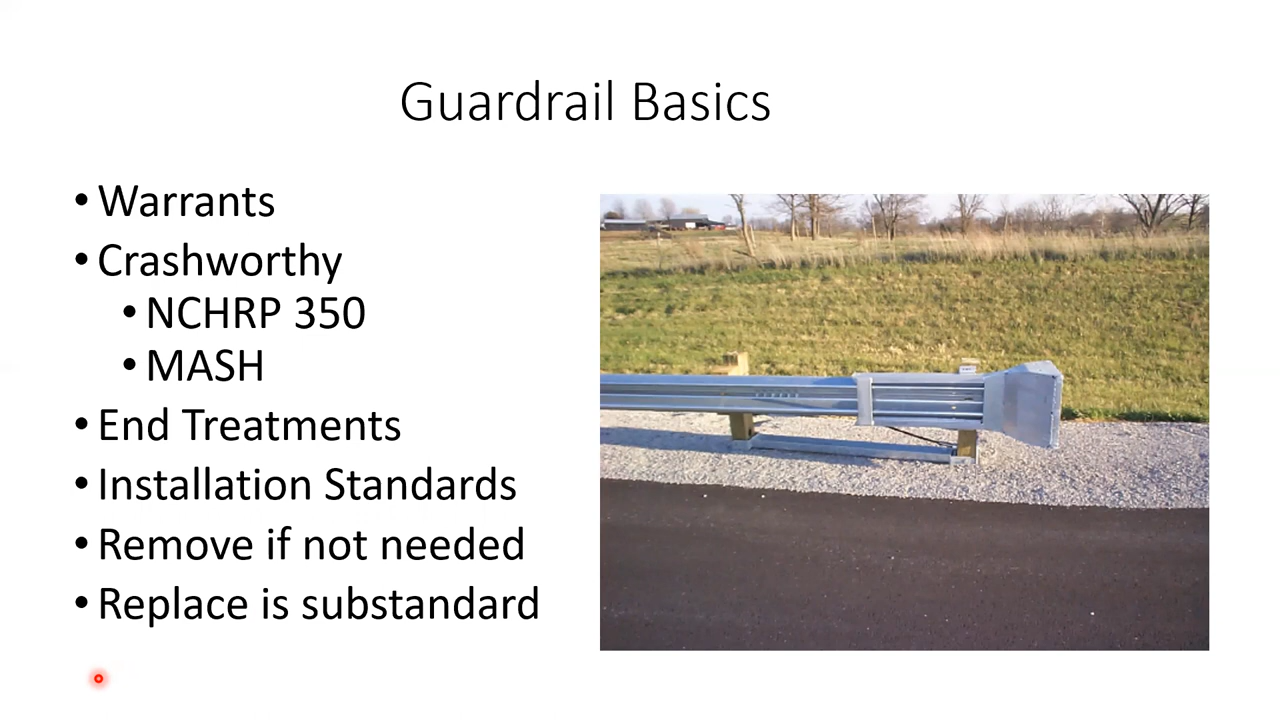 Guardrail Basics
• Warrants
• Crashworthy
• NCHRP 350
• MASH
• End Treatments
• Installation Standards
• Remove if not needed
• Replace is substandard